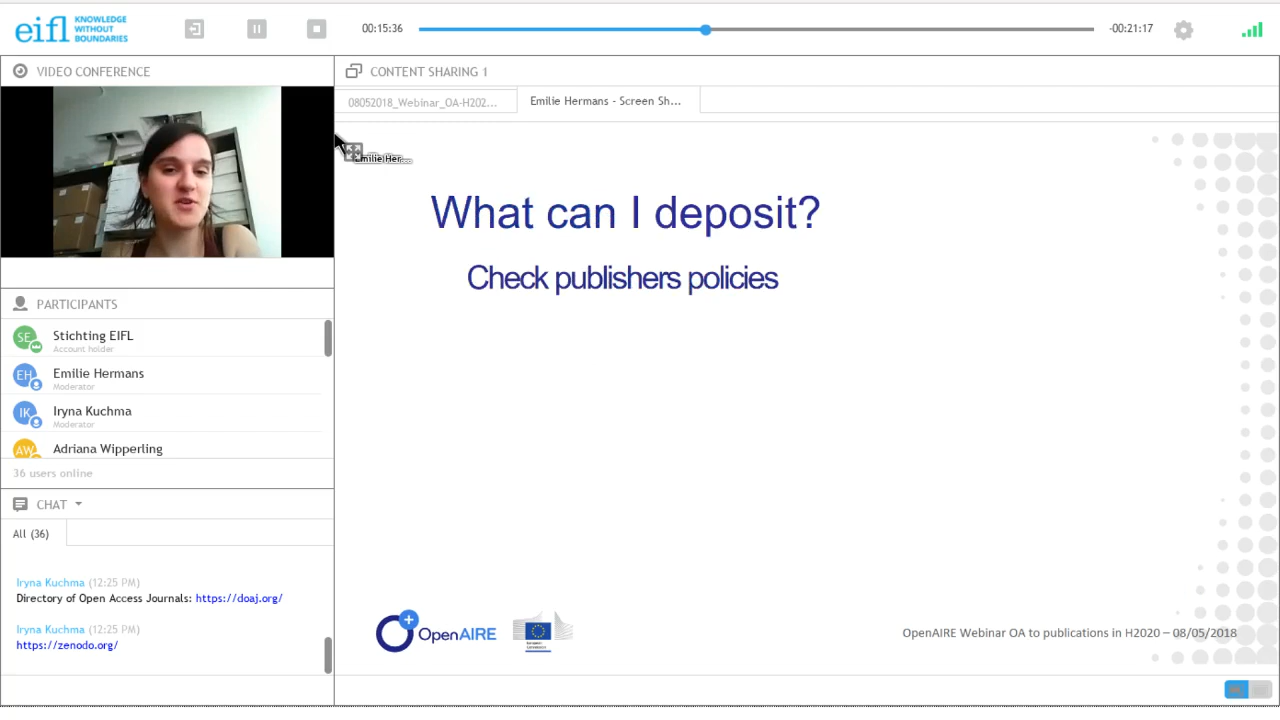 eifl KNOWLEDGE
WITHOUT
BOUNDARIES
00:15:36
-00:21:17
VIDEO CONFERENCE
CONTENT SHARING 1
08052018_Webinar_OA-H202...
Emilie Hermans - Screen Sh...
Emilie Her...
What can I deposit?
Check publishers policies
PARTICIPANTS
SE
Stichting EIFL
Account holder
EH
Emilie Hermans
Moderator
IK
Iryna Kuchma
Moderator
AW
Adriana Wipperling
36 users online
CHAT
All (36)
Iryna Kuchma (12:25 PM)
Directory of Open Access Journals: https://doaj.org/
Iryna Kuchma (12:25 PM)
https://zenodo.org/
OpenAIRE
European
Commission
OpenAIRE Webinar OA to publications in H2020 – 08/05/2018